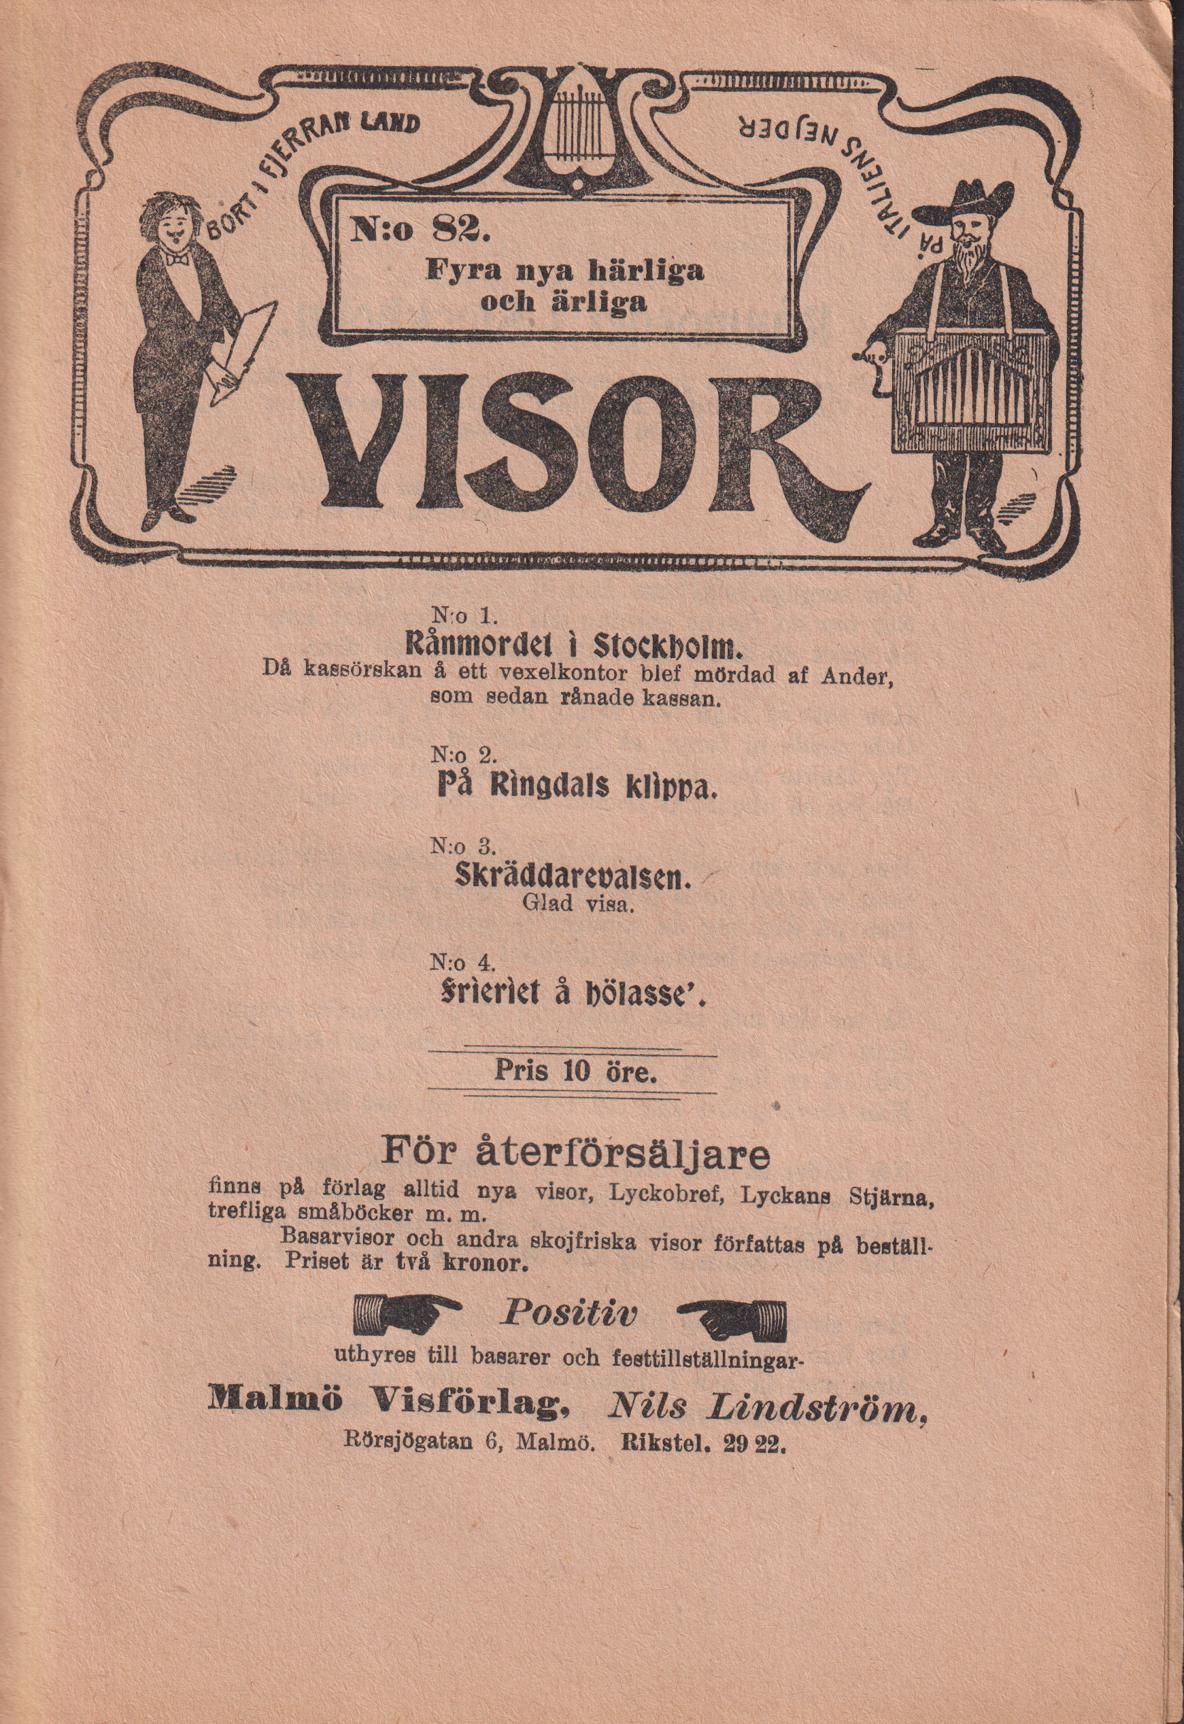 BORT I FJERRAN LAND
PÅ ITALIENS NEJDER
N:o 82.
Fyra nya härliga
och ärliga
VISOR
N:o 1.
Rånmordet i Stockholm.
Då kassörskan å ett vexelkontor blef mördad af Ander,
som sedan rånade kassan.
N:o 2.
På Ringdals klippa.
N:o 3.
Skräddarevalsen.
Glad visa.
N:o 4.
Frieriet å hölasse'.
Pris 10 öre.
För återförsäljare
finns på förlag alltid nya visor, Lyckobref, Lyckans Stjärna,
trefliga småböcker m. m.
Basarvisor och andra skojfriska visor författas på beställ-
ning. Priset är två kronor.
Positiv
uthyres till basarer och festtillställningar-
Malmö Visförlag, Nils Lindström,
Rörsjögatan 6, Malmö. Rikstel. 29 22.